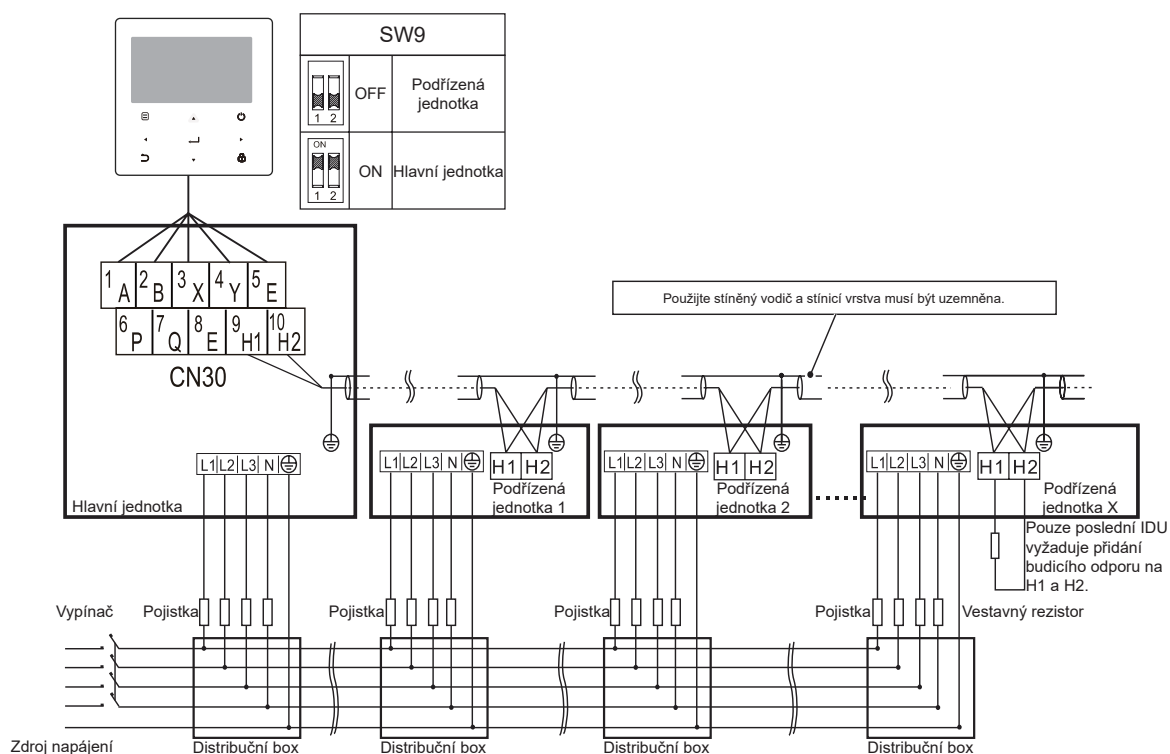 SW9
OFF
Podřízená
jednotka
1 2
ON
ON
Hlavní jednotka
1 2
1 A 2 B 3 X 4 Y 5 E
6 P 7 Q 8 E 9 H1 10 H2
CN30
Použijte stíněný vodič a stínicí vrstva musí být uzemněna.
L1 L2 L3 N
Hlavní jednotka
L1 L2 L3 N
H1 H2
Podřízená
jednotka 1
L1 L2 L3 N
H1 H2
Podřízená
jednotka 2
L1 L2 L3 N
H1 H2
Podřízená
jednotka X
Pouze poslední IDU
vyžaduje přidání
budicího odporu na
H1 a H2.
Vypínač
Pojistka
Pojistka
Pojistka
Pojistka
Vestavný rezistor
Zdroj napájení
Distribuční box
Distribuční box
Distribuční box
Distribuční box